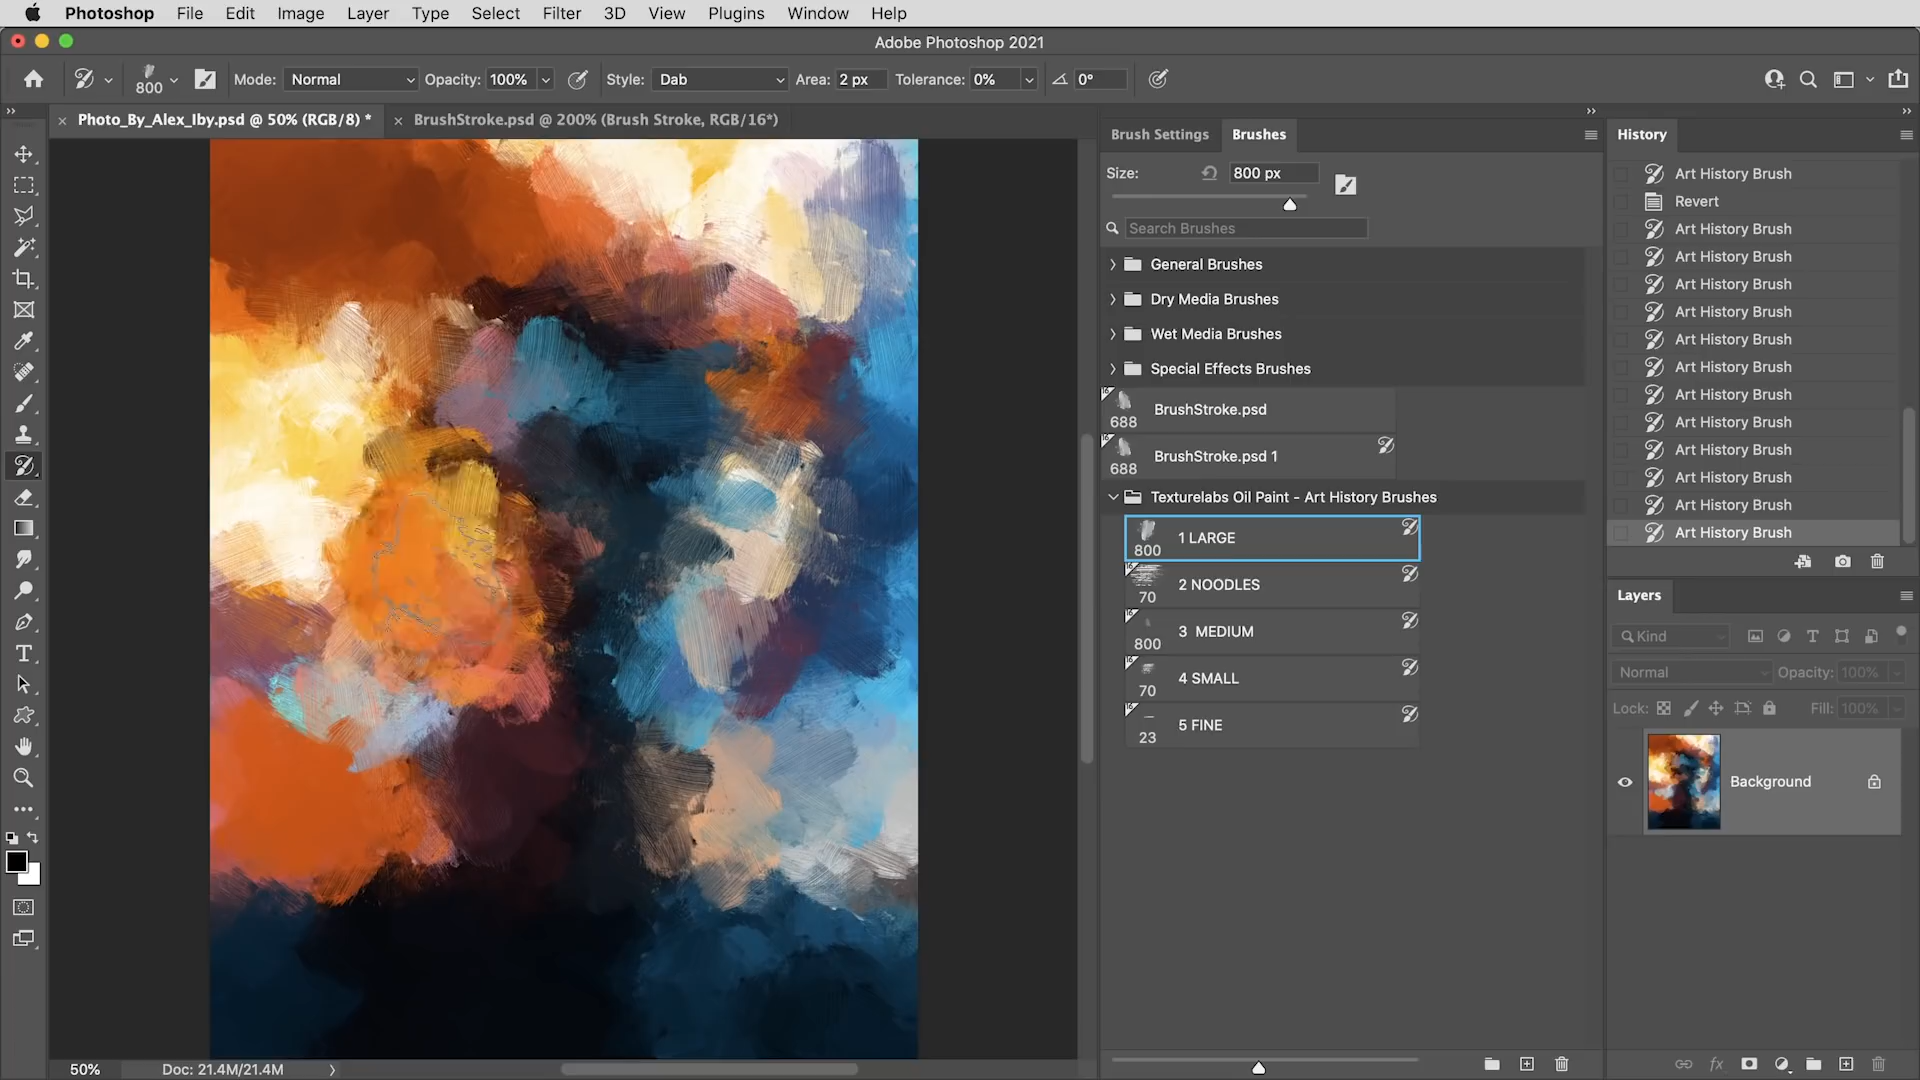 Photoshop File Edit Image Layer Type Select Filter 3D View Plugins Window Help
Adobe Photoshop 2021
800 Mode: Normal Opacity: 100% Style: Dab Area: 2 px Tolerance: 0% 0°
Photo_By_Alex_Iby.psd @ 50% (RGB/8) * BrushStroke.psd @ 200% (Brush Stroke, RGB/16*)
Brush Settings Brushes
Size: 800 px
Search Brushes
General Brushes
Dry Media Brushes
Wet Media Brushes
Special Effects Brushes
BrushStroke.psd
688
BrushStroke.psd 1
688
Texturelabs Oil Paint - Art History Brushes
1 LARGE
800
2 NOODLES
70
3 MEDIUM
800
4 SMALL
70
5 FINE
23
History
Art History Brush
Revert
Art History Brush
Art History Brush
Art History Brush
Art History Brush
Art History Brush
Art History Brush
Art History Brush
Art History Brush
Art History Brush
Art History Brush
Art History Brush
Art History Brush
Layers
Kind
Normal Opacity: 100%
Lock: Fill: 100%
Background
fx
50% Doc: 21.4M/21.4M